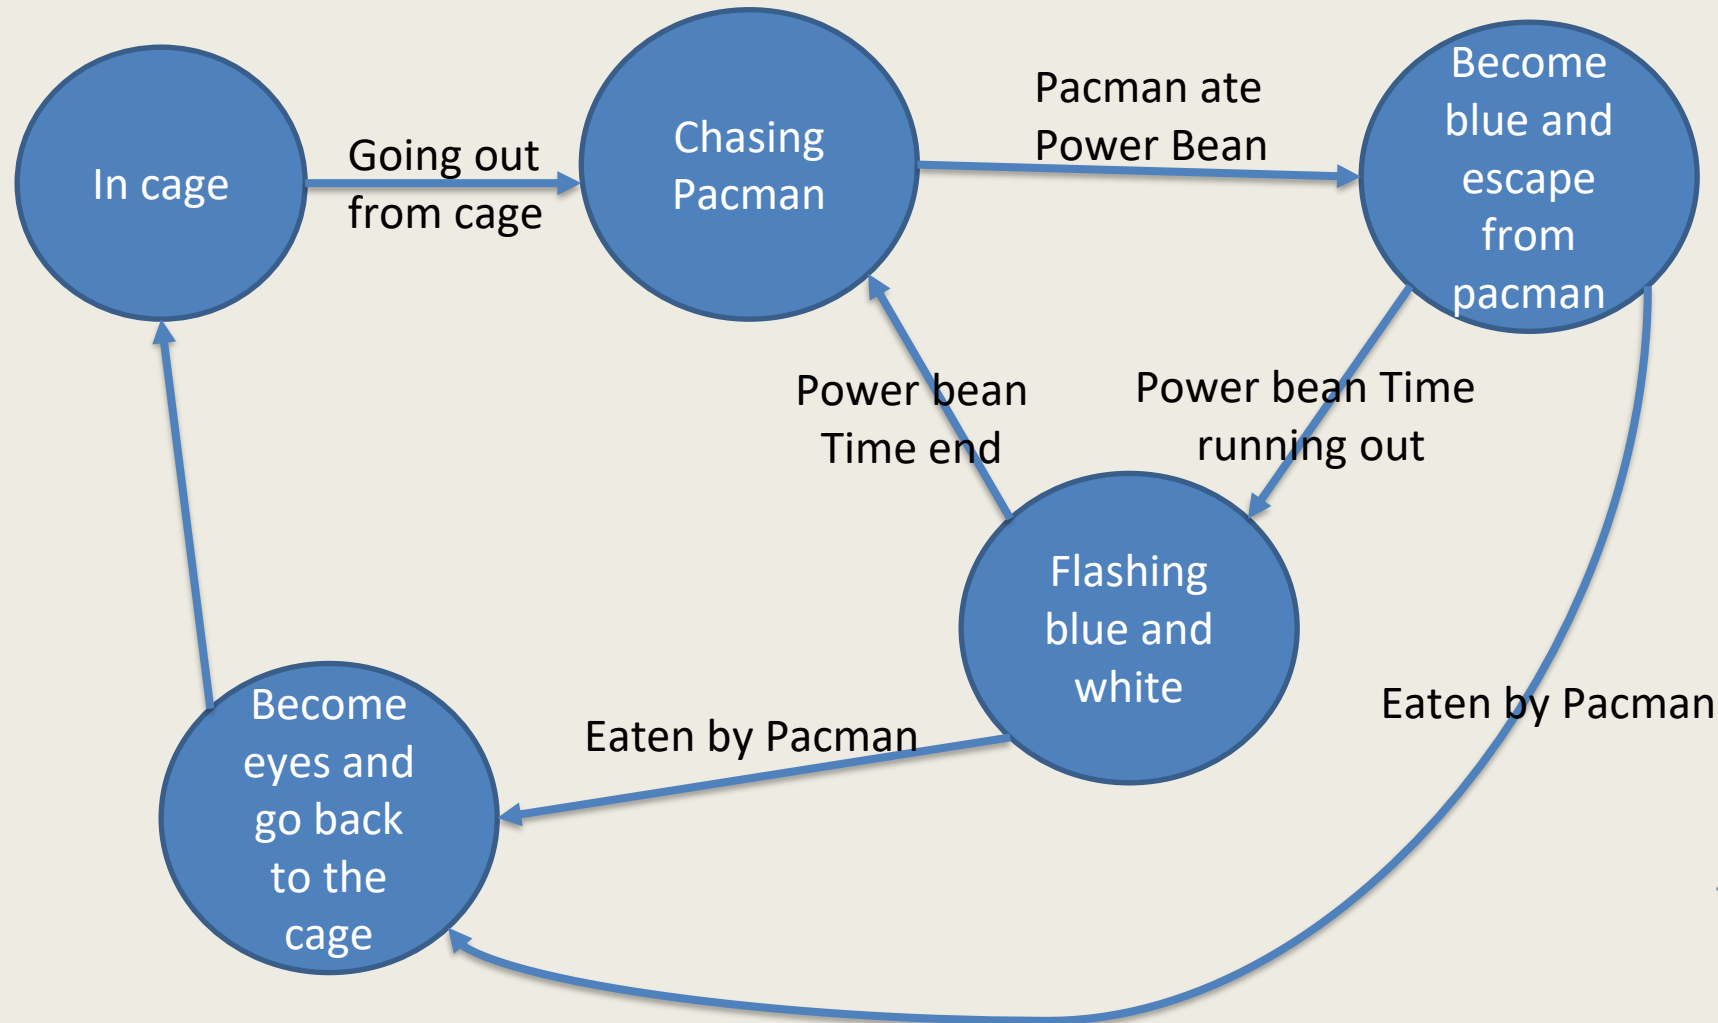 In cage
Going out
from cage
Chasing
Pacman
Pacman ate
Power Bean
Become
blue and
escape
from
pacman
Power bean
Time end
Power bean Time
running out
Flashing
blue and
white
Eaten by Pacman
Eaten by Pacman
Become
eyes and
go back
to the
cage